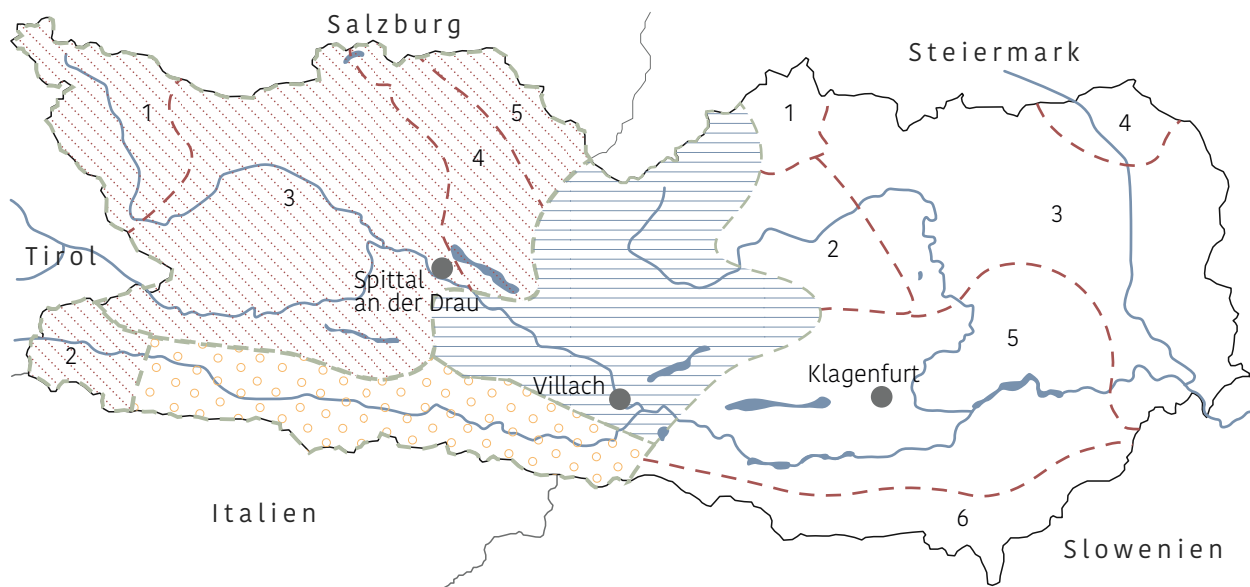 Salzburg
Steiermark
1
5
1
4
4
3
3
2
Tirol
Spittal
an der Drau
5
2
Villach
Klagenfurt
Italien
6
Slowenien